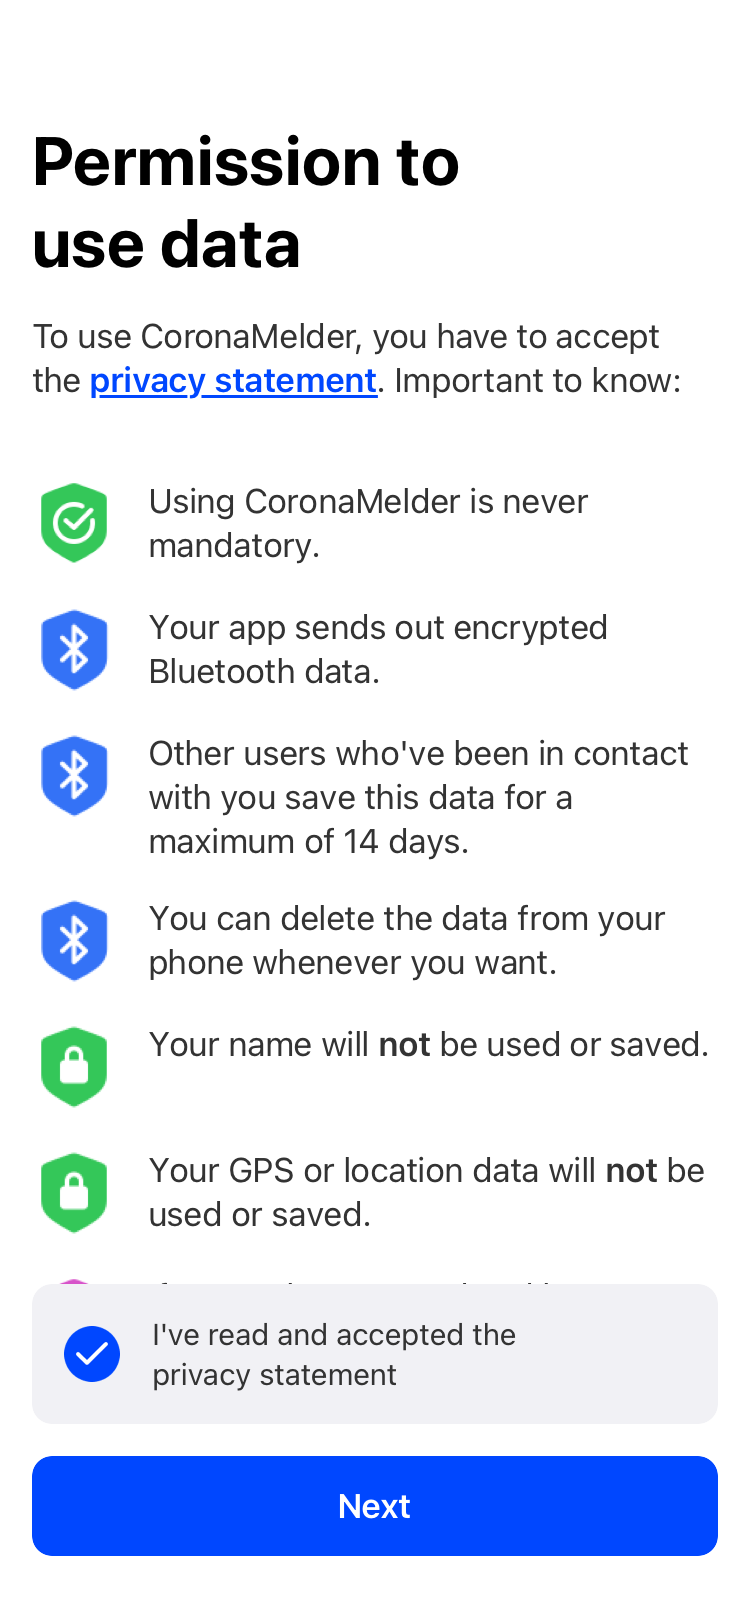 Permission to
use data
To use CoronaMelder, you have to accept
the privacy statement. Important to know:
Using CoronaMelder is never
mandatory.
Your app sends out encrypted
Bluetooth data.
Other users who've been in contact
with you save this data for a
maximum of 14 days.
You can delete the data from your
phone whenever you want.
Your name will not be used or saved.
Your GPS or location data will not be
used or saved.
I've read and accepted the
privacy statement
Next